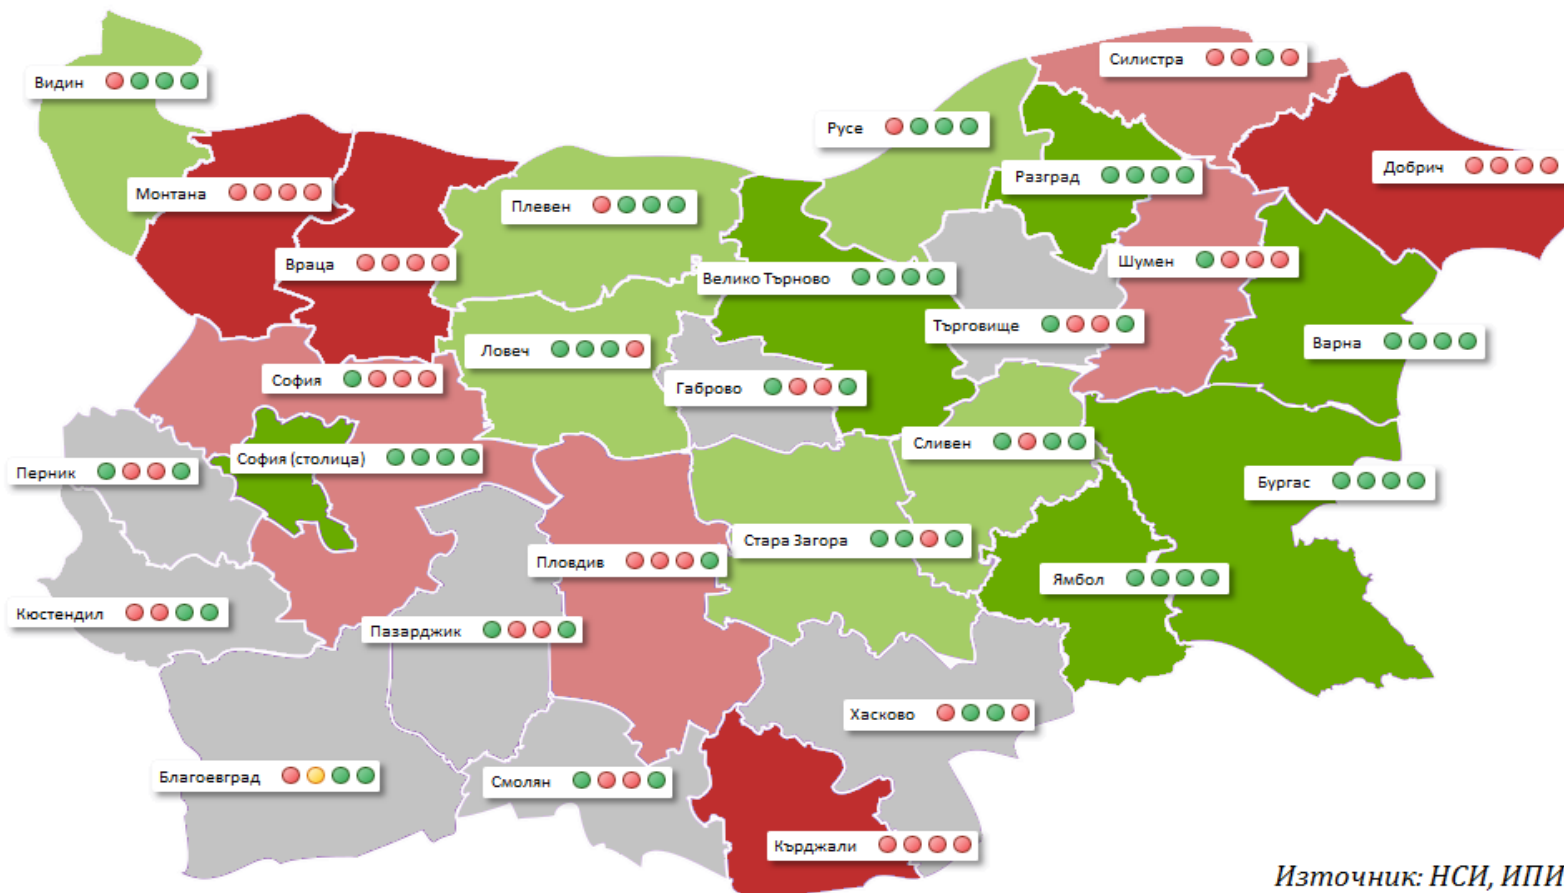 Силистра
Видин
Русе
Добрич
Разград
Монтана
Плевен
Враца
Шумен
Велико Търново
Търговище
Варна
Ловеч
София
Габрово
Сливен
София (столица)
Перник
Бургас
Стара Загора
Пловдив
Ямбол
Кюстендил
Пазарджик
Хасково
Благоевград
Смолян
Кърджали
Източник: НСИ, ИПИ